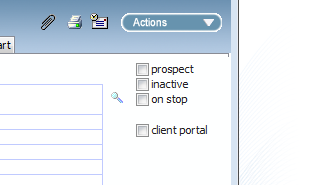 Actions
art
prospect
inactive
on stop
client portal